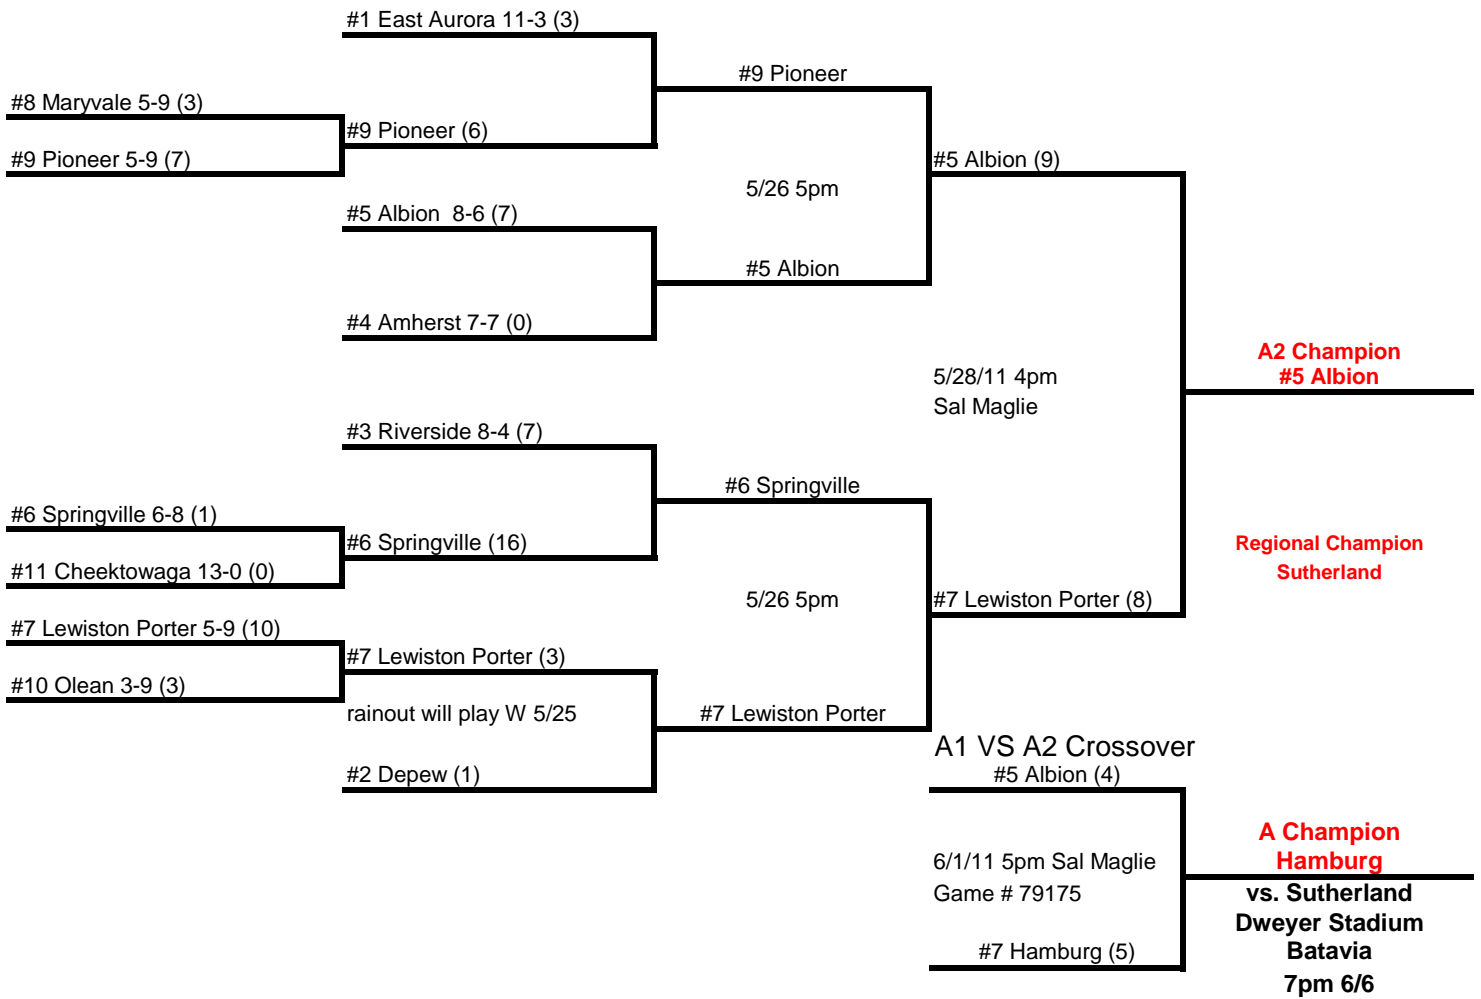 #1 East Aurora 11-3 (3)
#9 Pioneer
#8 Maryvale 5-9 (3)
#9 Pioneer (6)
#9 Pioneer 5-9 (7)
#5 Albion (9)
5/26 5pm
#5 Albion  8-6 (7)
#5 Albion
#4 Amherst 7-7 (0)
A2 Champion
#5 Albion
5/28/11 4pm
Sal Maglie
#3 Riverside 8-4 (7)
#6 Springville
#6 Springville 6-8 (1)
#6 Springville (16)
Regional Champion
Sutherland
#11 Cheektowaga 13-0 (0)
5/26 5pm
#7 Lewiston Porter (8)
#7 Lewiston Porter 5-9 (10)
#7 Lewiston Porter (3)
#10 Olean 3-9 (3)
rainout will play W 5/25
#7 Lewiston Porter
#2 Depew (1)
A1 VS A2 Crossover
#5 Albion (4)
A Champion
Hamburg
6/1/11 5pm Sal Maglie
Game # 79175
vs. Sutherland
Dweyer Stadium
Batavia
7pm 6/6
#7 Hamburg (5)